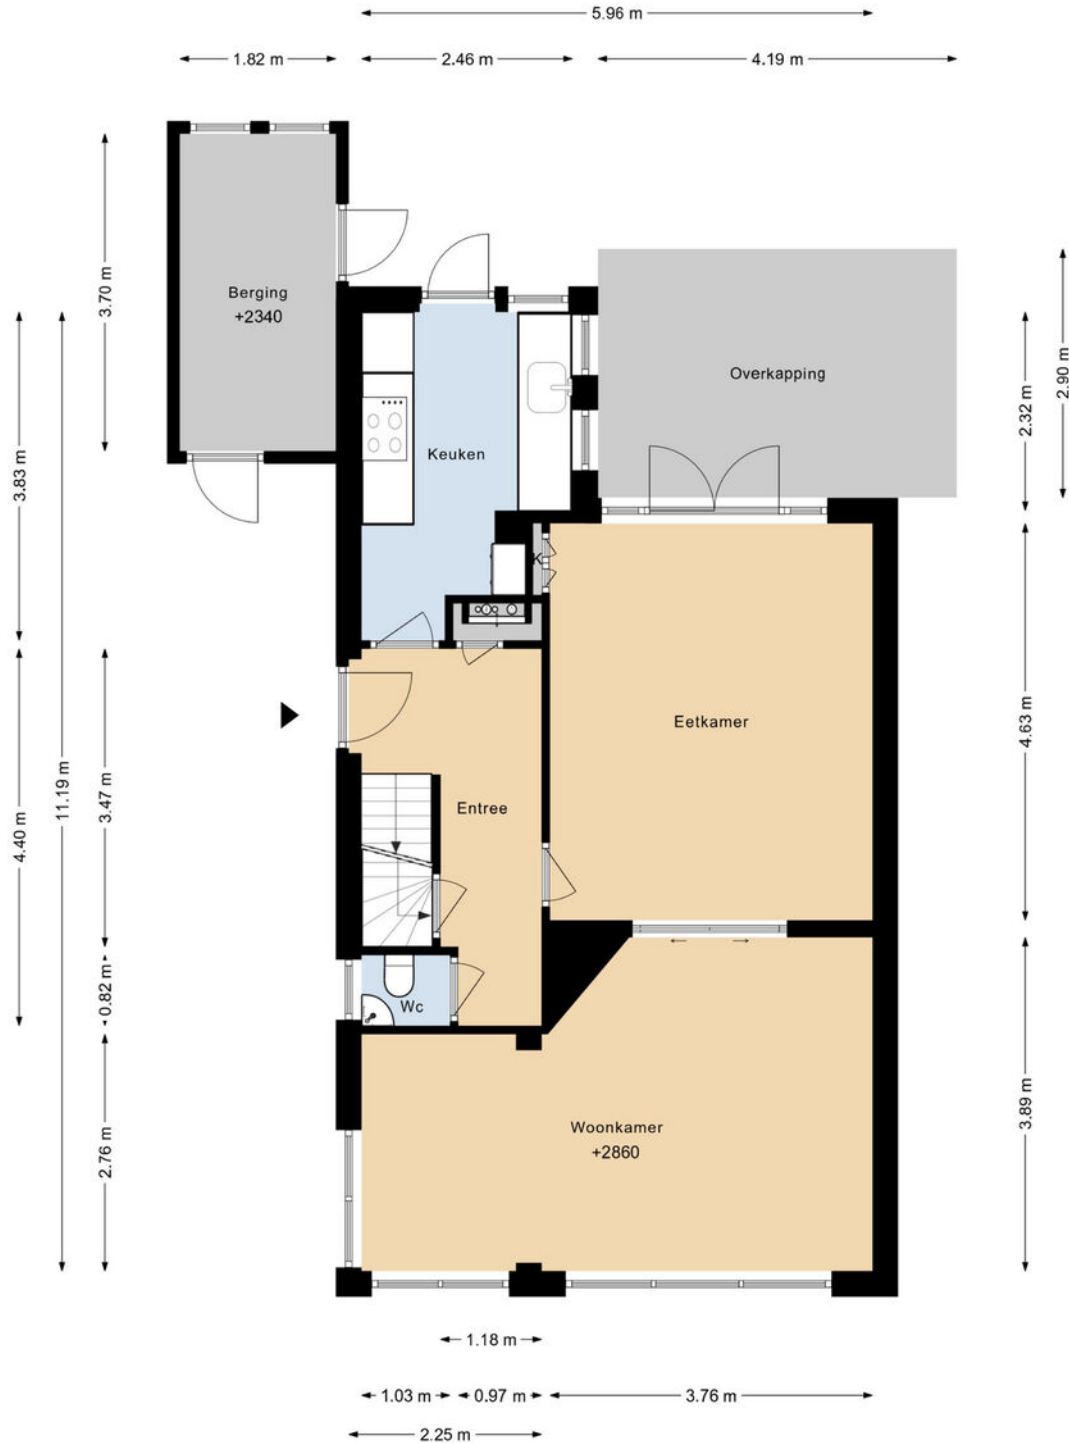 5.96 m
1.82 m
2.46 m
4.19 m
3.70 m
Berging
+2340
Overkapping
2.90 m
2.32 m
Keuken
3.83 m
K
11.19 m
4.40 m
3.47 m
Eetkamer
4.63 m
Entree
0.82 m
Wc
2.76 m
Woonkamer
+2860
3.89 m
1.18 m
1.03 m
0.97 m
3.76 m
2.25 m